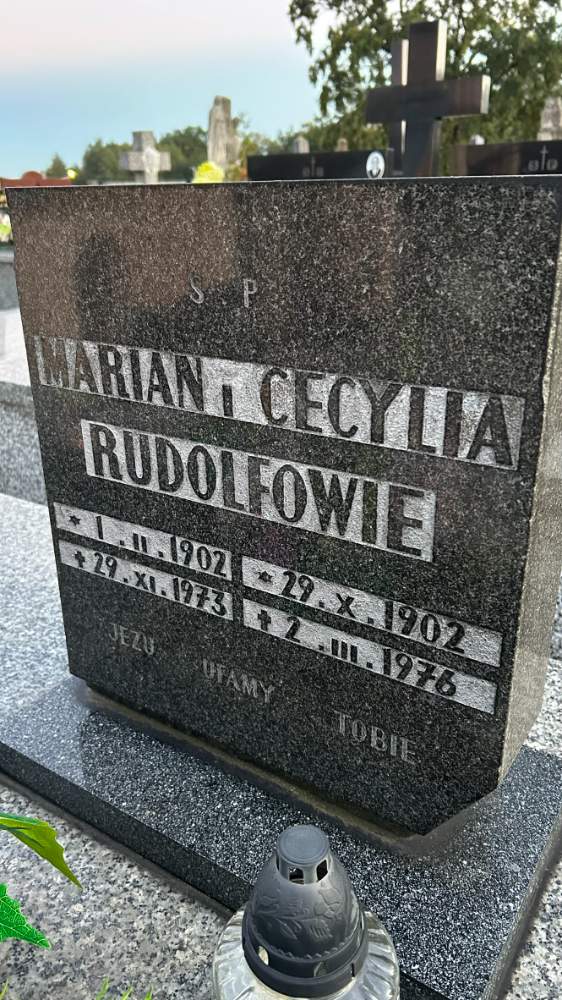 S P
MARIAN i CECYLIA
RUDOLFOWIE
* 1.II.1902 * 29.X.1902
✝ 29.XI.1973 ✝ 2.III.1976
JEZU UFAMY TOBIE